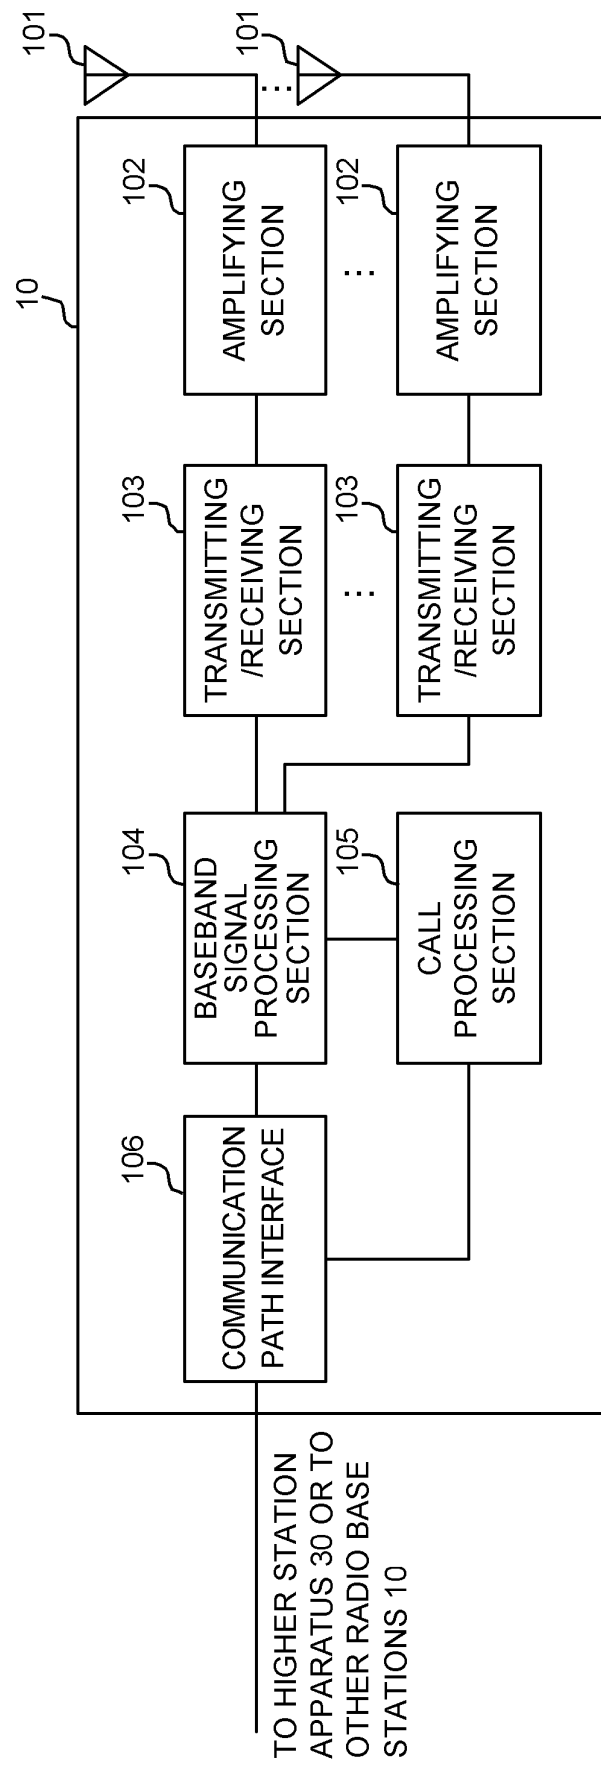 10
101
101
102
AMPLIFYING
SECTION
102
AMPLIFYING
SECTION
...
...
...
103
TRANSMITTING
/RECEIVING
SECTION
103
TRANSMITTING
/RECEIVING
SECTION
104
BASEBAND
SIGNAL
PROCESSING
SECTION
105
CALL
PROCESSING
SECTION
106
COMMUNICATION
PATH INTERFACE
TO HIGHER STATION
APPARATUS 30 OR TO
OTHER RADIO BASE
STATIONS 10